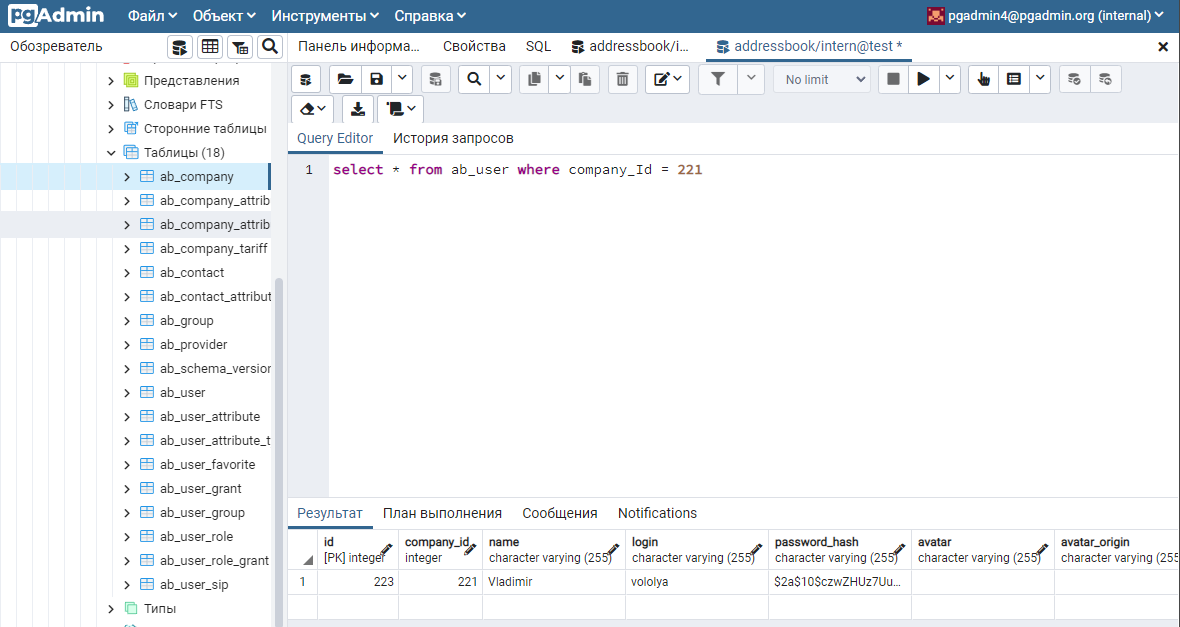 pgAdmin Файл Объект Инструменты Справка pgadmin4@pgadmin.org (internal)
Обозреватель
Панель информа... Свойства SQL addressbook/i... addressbook/intern@test *
No limit
Query Editor История запросов
1 select * from ab_user where company_Id = 221
Представления
Словари FTS
Сторонние таблицы
Таблицы (18)
ab_company
ab_company_attrib
ab_company_attrib
ab_company_tariff
ab_contact
ab_contact_attribut
ab_group
ab_provider
ab_schema_version
ab_user
ab_user_attribute
ab_user_attribute_t
ab_user_favorite
ab_user_grant
ab_user_group
ab_user_role
ab_user_role_grant
ab_user_sip
Типы
Результат План выполнения Сообщения Notifications
id company_id name login password_hash avatar avatar_origin
[PK] integer integer character varying (255) character varying (255) character varying (255) character varying (255) character varying (255
1 223 221 Vladimir vololya $2a$10$czwZHUz7Uu...